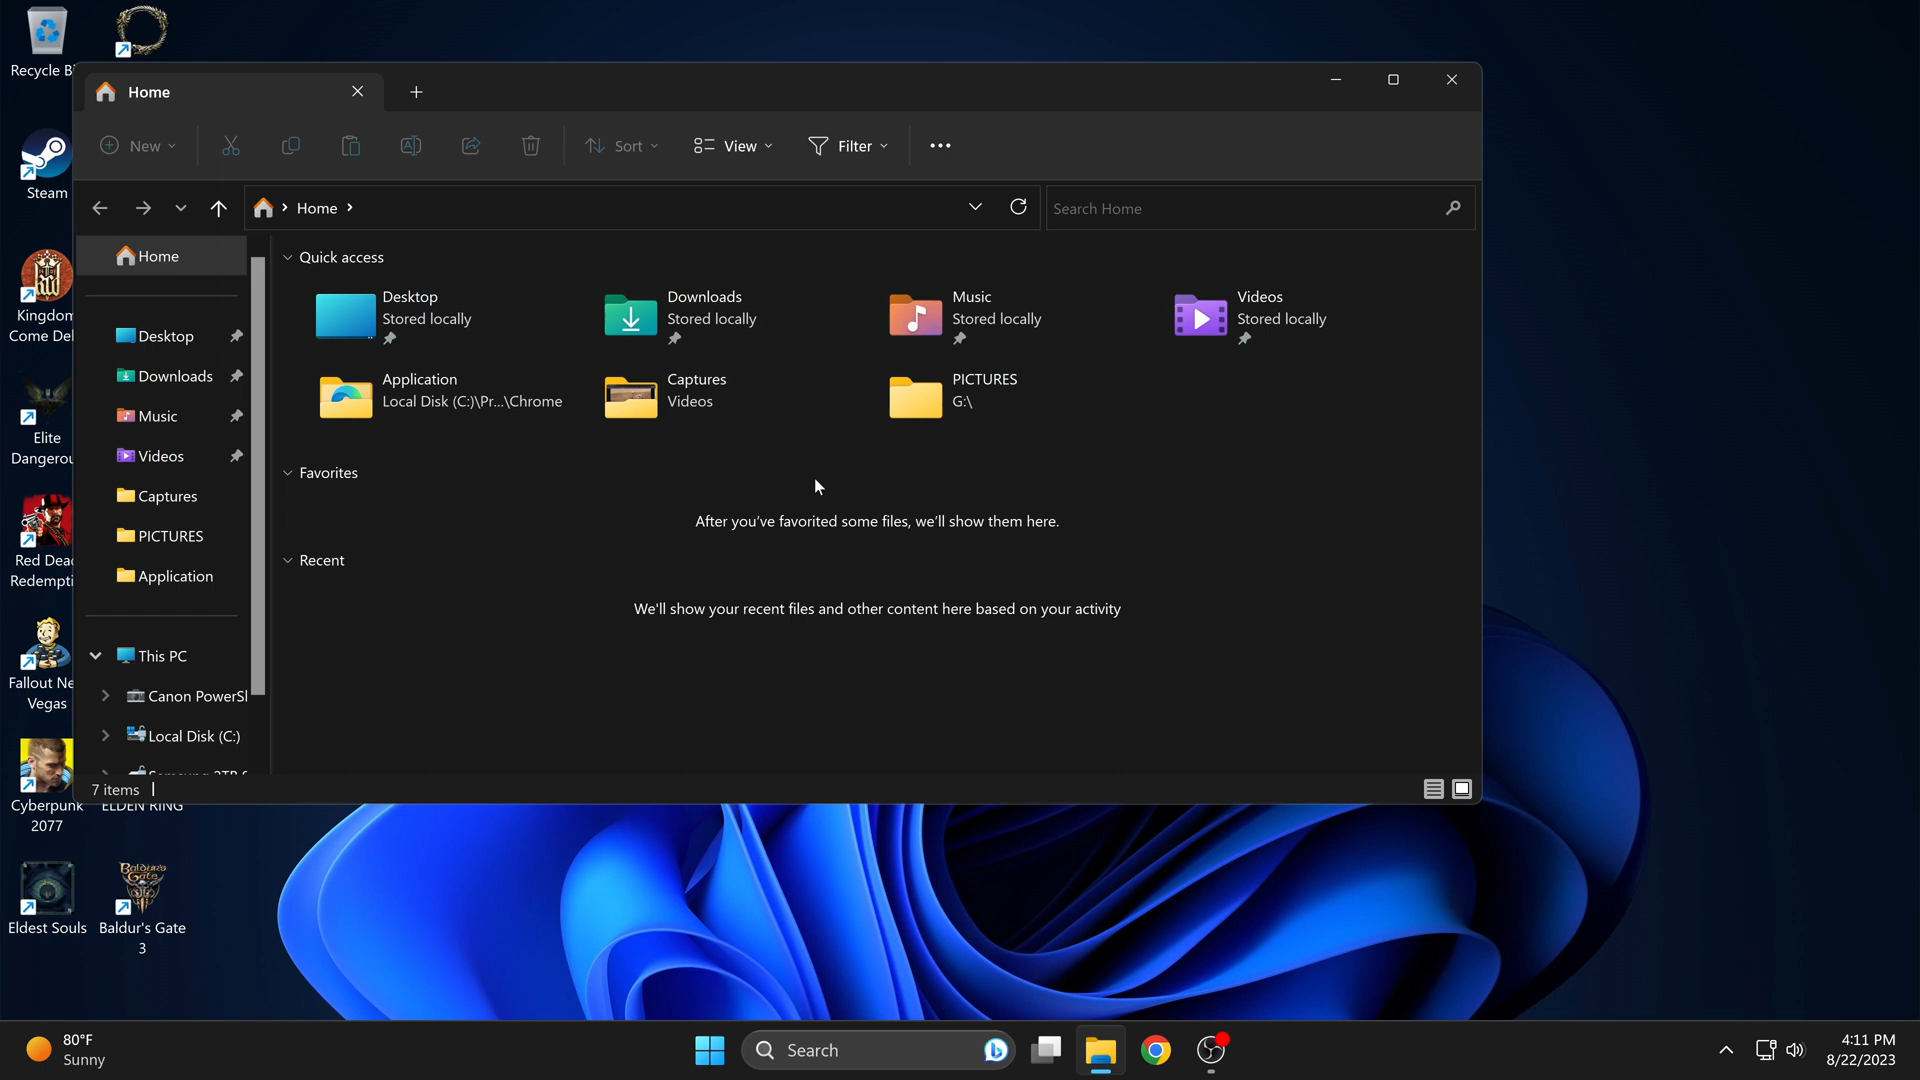 Recycle Bi
Home
New
Sort
View
Filter
Steam
Home
Search Home
Home
Quick access
Desktop
Stored locally
Downloads
Stored locally
Music
Stored locally
Videos
Stored locally
Application
Local Disk (C:)\Pr...\Chrome
Captures
Videos
PICTURES
G:\
Kingdom
Come Del
Desktop
Downloads
Music
Videos
Captures
PICTURES
Application
Favorites
After you've favorited some files, we'll show them here.
Recent
We'll show your recent files and other content here based on your activity
Elite
Dangerou
Red Dead
Redempti
Fallout Ne
Vegas
This PC
Canon PowerSh
Local Disk (C:)
7 items
Cyberpunk
2077
ELDEN RING
Eldest Souls
Baldur's Gate
3
80°F
Sunny
Search
4:11 PM
8/22/2023